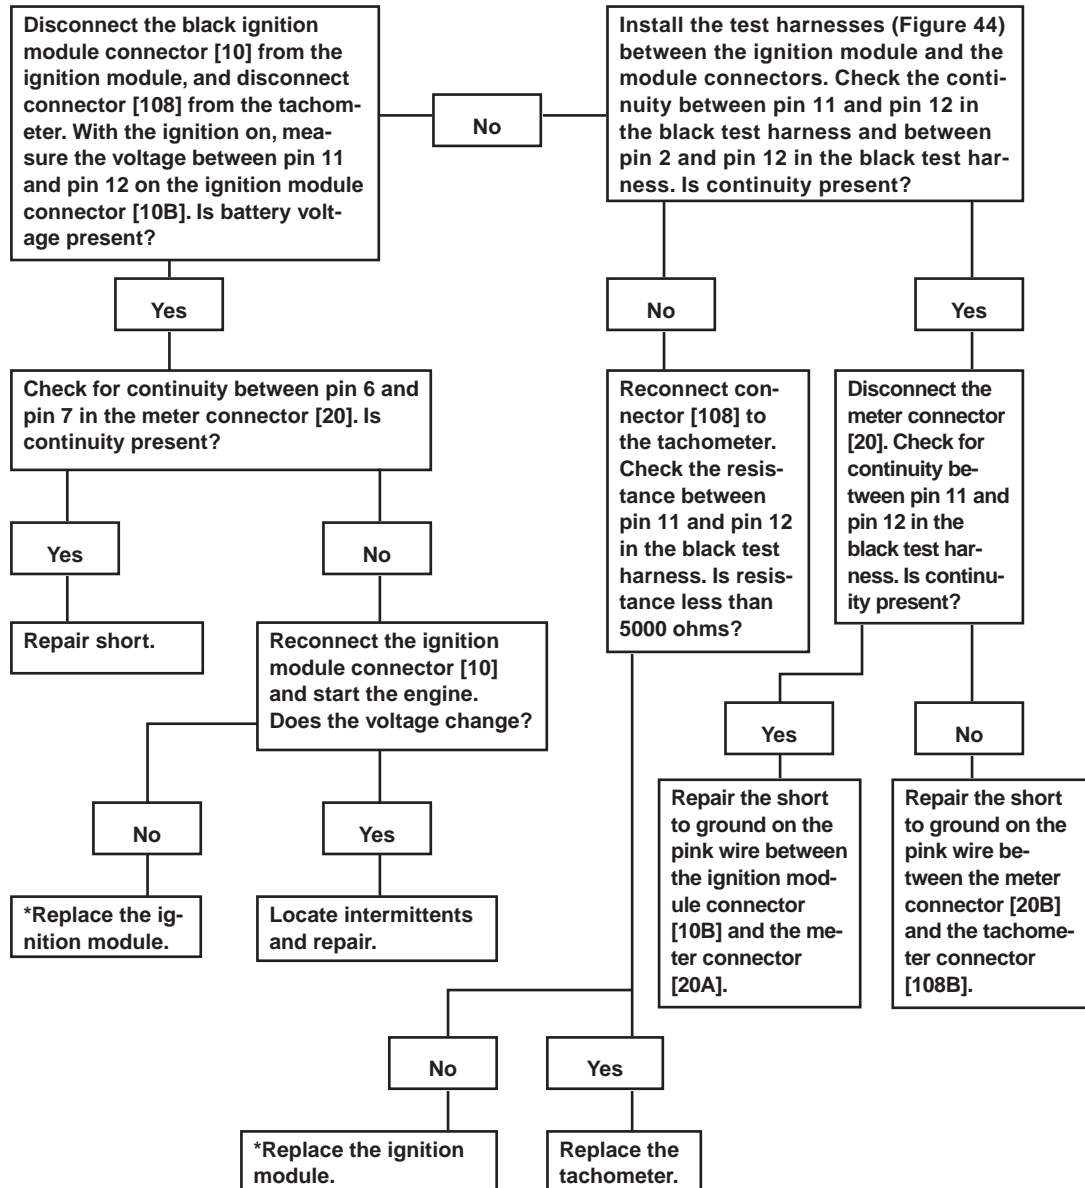 Disconnect the black ignition
module connector [10] from the
ignition module, and disconnect
connector [108] from the tachom-
eter. With the ignition on, mea-
sure the voltage between pin 11
and pin 12 on the ignition module
connector [10B]. Is battery volt-
age present?
No
Install the test harnesses (Figure 44)
between the ignition module and the
module connectors. Check the conti-
nuity between pin 11 and pin 12 in
the black test harness and between
pin 2 and pin 12 in the black test har-
ness. Is continuity present?
Yes
No
Yes
Check for continuity between pin 6 and
pin 7 in the meter connector [20]. Is
continuity present?
Reconnect con-
nector [108] to
the tachometer.
Check the resis-
tance between
pin 11 and pin 12
in the black test
harness. Is resis-
tance less than
5000 ohms?
Disconnect the
meter connector
[20]. Check for
continuity be-
tween pin 11 and
pin 12 in the
black test har-
ness. Is continu-
ity present?
Yes
No
Repair short.
Reconnect the ignition
module connector [10]
and start the engine.
Does the voltage change?
Yes
No
No
Yes
Repair the short
to ground on the
pink wire between
the ignition mod-
ule connector
[10B] and the me-
ter connector
[20A].
Repair the short
to ground on the
pink wire be-
tween the meter
connector [20B]
and the tachome-
ter connector
[108B].
*Replace the ig-
nition module.
Locate intermittents
and repair.
No
Yes
*Replace the ignition
module.
Replace the
tachometer.